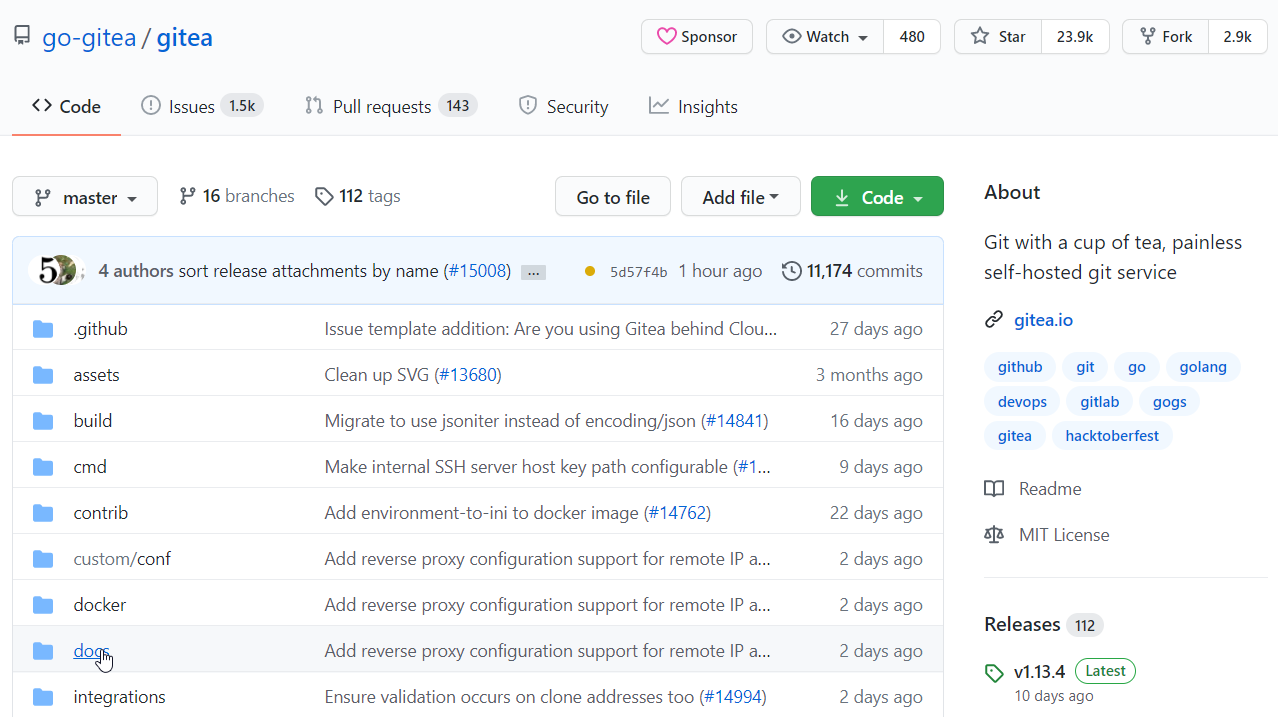 go-gitea / gitea
Sponsor Watch 480 Star 23.9k Fork 2.9k
Code Issues 1.5k Pull requests 143 Security Insights
master 16 branches 112 tags Go to file Add file Code
4 authors sort release attachments by name (#15008) ... 5d57f4b 1 hour ago 11,174 commits
.github Issue template addition: Are you using Gitea behind Clou... 27 days ago
assets Clean up SVG (#13680) 3 months ago
build Migrate to use jsoniter instead of encoding/json (#14841) 16 days ago
cmd Make internal SSH server host key path configurable (#1... 9 days ago
contrib Add environment-to-ini to docker image (#14762) 22 days ago
custom/conf Add reverse proxy configuration support for remote IP a... 2 days ago
docker Add reverse proxy configuration support for remote IP a... 2 days ago
docs Add reverse proxy configuration support for remote IP a... 2 days ago
integrations Ensure validation occurs on clone addresses too (#14994) 2 days ago
About
Git with a cup of tea, painless
self-hosted git service
gitea.io
github git go golang
devops gitlab gogs
gitea hacktoberfest
Readme
MIT License
Releases 112
v1.13.4 Latest
10 days ago